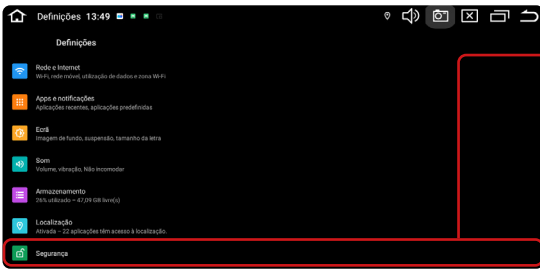 Definições 13:49
Definições
Rede e Internet
Wi-Fi, rede móvel, utilização de dados e zona Wi-Fi
Apps e notificações
Aplicações recentes, aplicações predefinidas
Ecrã
Imagem de fundo, suspensão, tamanho da letra
Som
Volume, vibração, Não incomodar
Armazenamento
26% utilizado – 47,09 GB livre(s)
Localização
Ativada – 22 aplicações têm acesso à localização.
Segurança